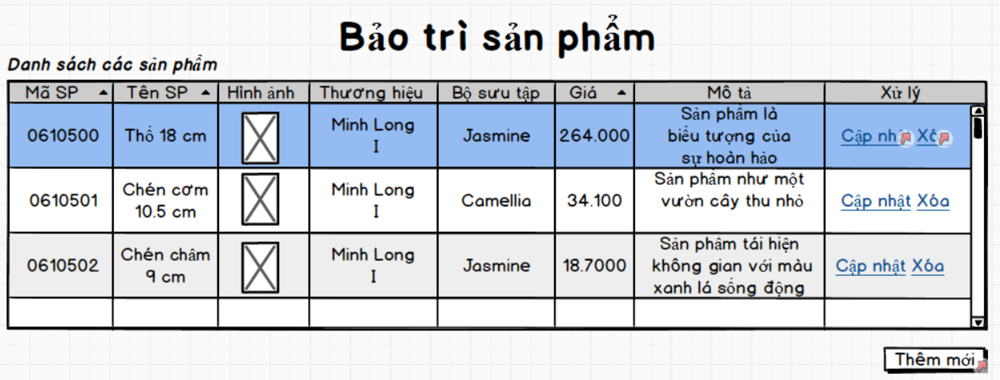 Bảo trì sản phẩm
Danh sách các sản phẩm
Mã SP Tên SP Hình ảnh Thương hiệu Bộ sưu tập Giá Mô tả Xử lý
0610500 Thố 18 cm Minh Long I Jasmine 264.000 Sản phẩm là biểu tượng của sự hoàn hảo Cập nhật Xóa
0610501 Chén cơm 10.5 cm Minh Long I Camellia 34.100 Sản phẩm như một vườn cây thu nhỏ Cập nhật Xóa
0610502 Chén chấm 9 cm Minh Long I Jasmine 18.7000 Sản phẩm tái hiện không gian với màu xanh lá sống động Cập nhật Xóa
Thêm mới